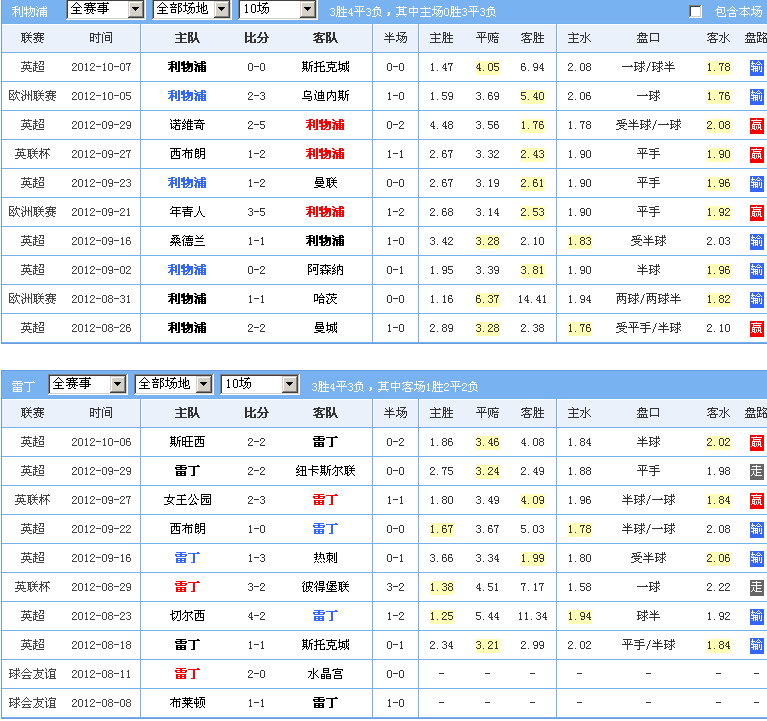 利物浦 全赛事 全部场地 10场 3胜4平3负，其中主场0胜3平3负 包含本场
联赛 时间 主队 比分 客队 半场 主胜 平赔 客胜 主水 盘口 客水 盘路
英超 2012-10-07 利物浦 0-0 斯托克城 0-0 1.47 4.05 6.94 2.08 一球/球半 1.78 输
欧洲联赛 2012-10-05 利物浦 2-3 乌迪内斯 1-0 1.59 3.69 5.40 2.06 一球 1.76 输
英超 2012-09-29 诺维奇 2-5 利物浦 0-2 4.48 3.56 1.76 1.78 受半球/一球 2.08 赢
英联杯 2012-09-27 西布朗 1-2 利物浦 1-1 2.67 3.32 2.43 1.90 平手 1.90 赢
英超 2012-09-23 利物浦 1-2 曼联 0-0 2.67 3.19 2.61 1.90 平手 1.96 输
欧洲联赛 2012-09-21 年青人 3-5 利物浦 1-2 2.68 3.14 2.53 1.90 平手 1.92 赢
英超 2012-09-16 桑德兰 1-1 利物浦 1-0 3.42 3.28 2.10 1.83 受半球 2.03 输
英超 2012-09-02 利物浦 0-2 阿森纳 0-1 1.95 3.39 3.81 1.90 半球 1.96 输
欧洲联赛 2012-08-31 利物浦 1-1 哈茨 0-0 1.16 6.37 14.41 1.94 两球/两球半 1.82 输
英超 2012-08-26 利物浦 2-2 曼城 1-0 2.89 3.28 2.38 1.76 受平手/半球 2.10 赢
雷丁 全赛事 全部场地 10场 3胜4平3负，其中客场1胜2平2负
联赛 时间 主队 比分 客队 半场 主胜 平赔 客胜 主水 盘口 客水 盘路
英超 2012-10-06 斯旺西 2-2 雷丁 0-2 1.86 3.46 4.08 1.84 半球 2.02 赢
英超 2012-09-29 雷丁 2-2 纽卡斯尔联 0-0 2.75 3.24 2.49 1.88 平手 1.98 走
英联杯 2012-09-27 女王公园 2-3 雷丁 1-1 1.80 3.49 4.09 1.96 半球/一球 1.84 赢
英超 2012-09-22 西布朗 1-0 雷丁 0-0 1.67 3.67 5.03 1.78 半球/一球 2.08 输
英超 2012-09-16 雷丁 1-3 热刺 0-1 3.66 3.34 1.99 1.80 受半球 2.06 输
英联杯 2012-08-29 雷丁 3-2 彼得堡联 3-2 1.38 4.51 7.17 1.58 一球 2.22 走
英超 2012-08-23 切尔西 4-2 雷丁 1-2 1.25 5.44 11.34 1.94 球半 1.92 输
英超 2012-08-18 雷丁 1-1 斯托克城 0-1 2.34 3.21 2.99 2.02 平手/半球 1.84 输
球会友谊 2012-08-11 雷丁 2-0 水晶宫 0-0 - - - - - -
球会友谊 2012-08-08 布莱顿 1-1 雷丁 1-0 - - - - - -